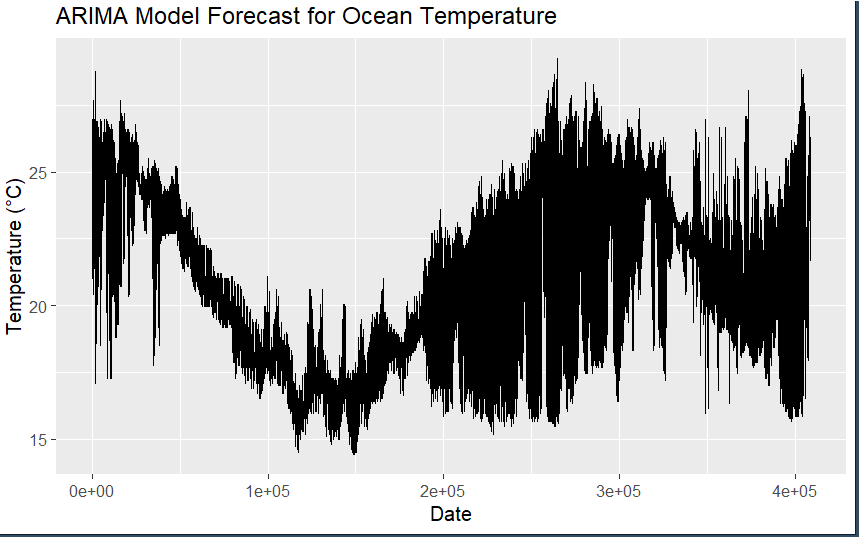 ARIMA Model Forecast for Ocean Temperature
Temperature (°C)
25
20
15
0e+00 1e+05 2e+05 3e+05 4e+05
Date